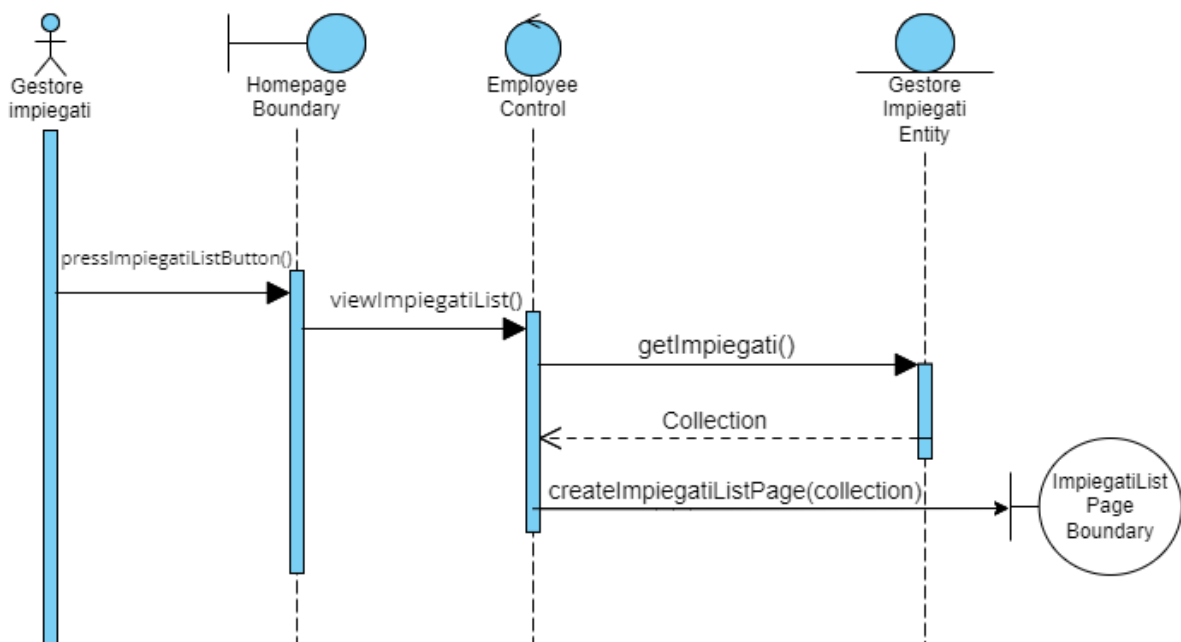 Gestore
impiegati
Homepage
Boundary
Employee
Control
Gestore
Impiegati
Entity
pressImpiegatiListButton()
viewImpiegatiList()
getImpiegati()
Collection
createImpiegatiListPage(collection)
ImpiegatiList
Page
Boundary